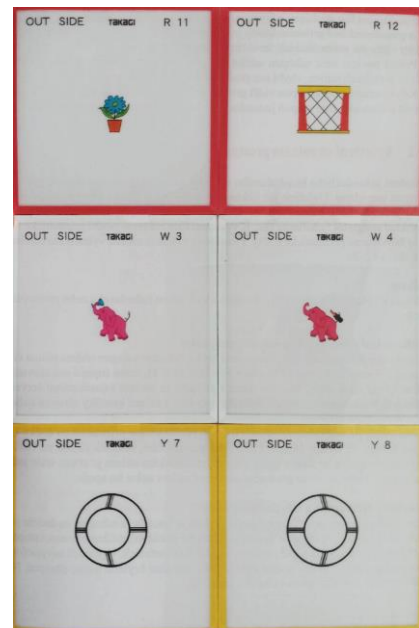 OUT SIDE TAKAGI R 11
OUT SIDE TAKAGI R 12
OUT SIDE TAKAGI W 3
OUT SIDE TAKAGI W 4
OUT SIDE TAKAGI Y 7
OUT SIDE TAKAGI Y 8